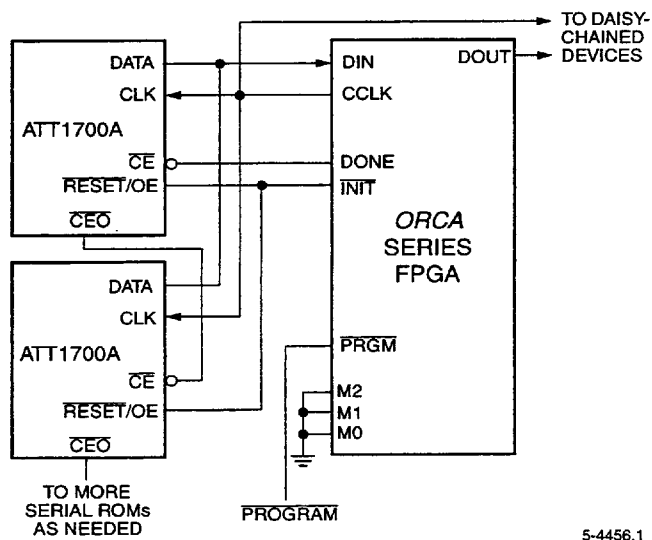 TO DAISY-
CHAINED
DEVICES
DATA
CLK
ATT1700A
CE
RESET/OE
CEO
DIN
DOUT
CCLK
DONE
INIT
ORCA
SERIES
FPGA
PRGM
M2
M1
M0
DATA
CLK
ATT1700A
CE
RESET/OE
CEO
TO MORE
SERIAL ROMs
AS NEEDED
PROGRAM
5-4456.1